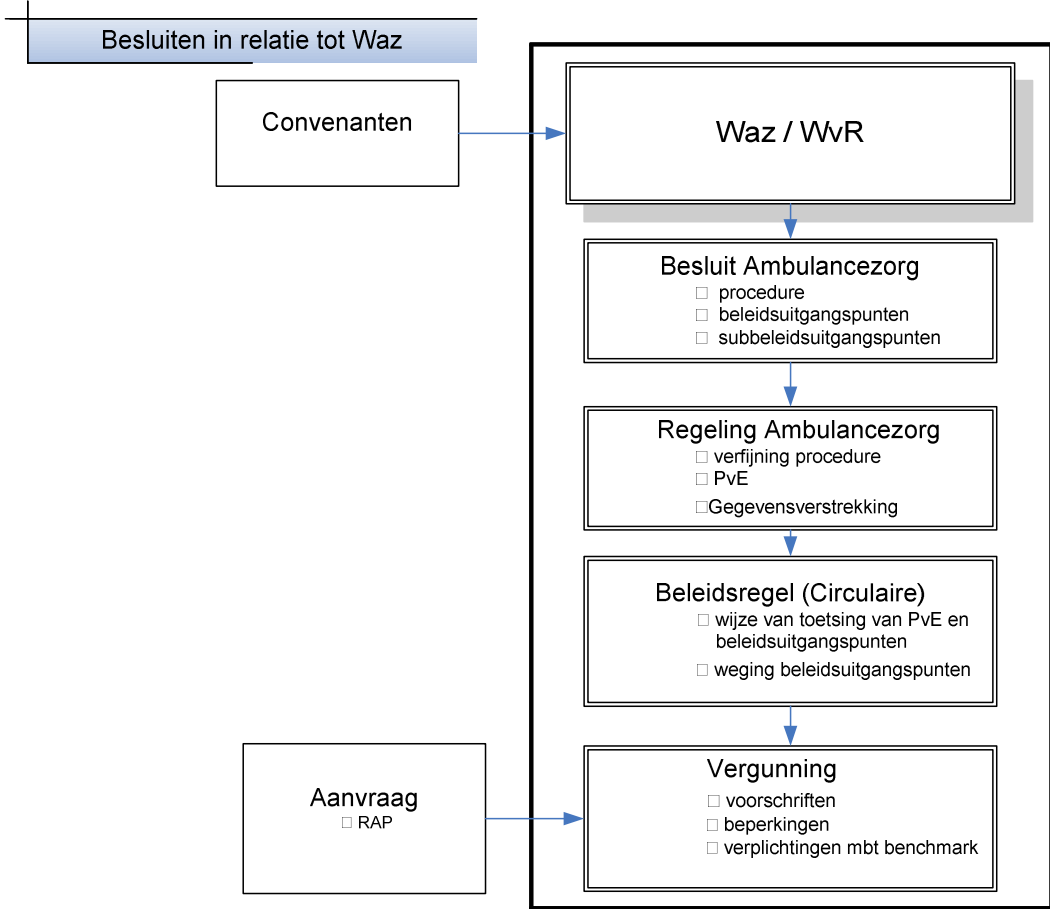 Besluiten in relatie tot Waz
Convenanten
Waz / WvR
Besluit Ambulancezorg
□ procedure
□ beleidsuitgangspunten
□ subbeleidsuitgangspunten
Regeling Ambulancezorg
□ verfijning procedure
□ PvE
□Gegevensverstrekking
Beleidsregel (Circulaire)
□ wijze van toetsing van PvE en
beleidsuitgangspunten
□ weging beleidsuitgangspunten
Aanvraag
□ RAP
Vergunning
□ voorschriften
□ beperkingen
□ verplichtingen mbt benchmark